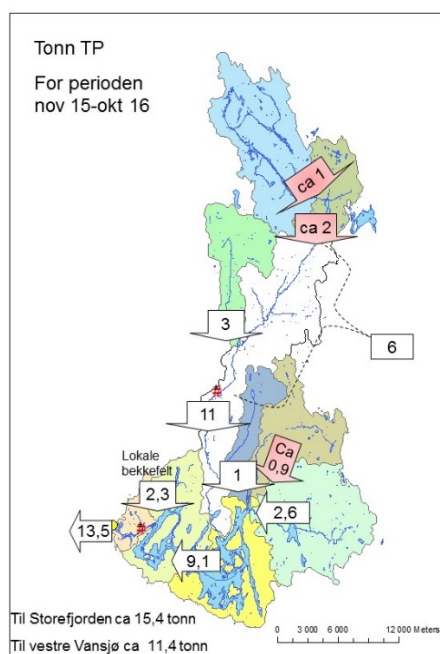 Tonn TP
For perioden
nov 15-okt 16
ca 1
ca 2
3
6
11
Lokale
bekkefelt
1
Ca
0,9
2,3
2,6
13,5
9,1
Til Storefjorden ca 15,4 tonn
0 3 000 6 000 12 000 Meters
Til vestre Vansjø ca 11,4 tonn